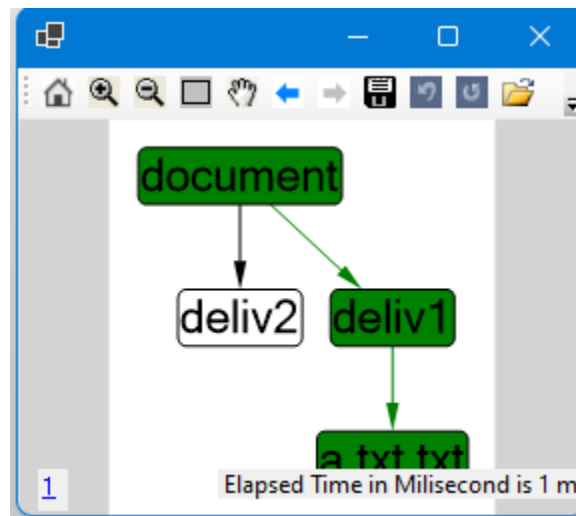 document
deliv2 deliv1
a.txt.txt
1 Elapsed Time in Milisecond is 1 m